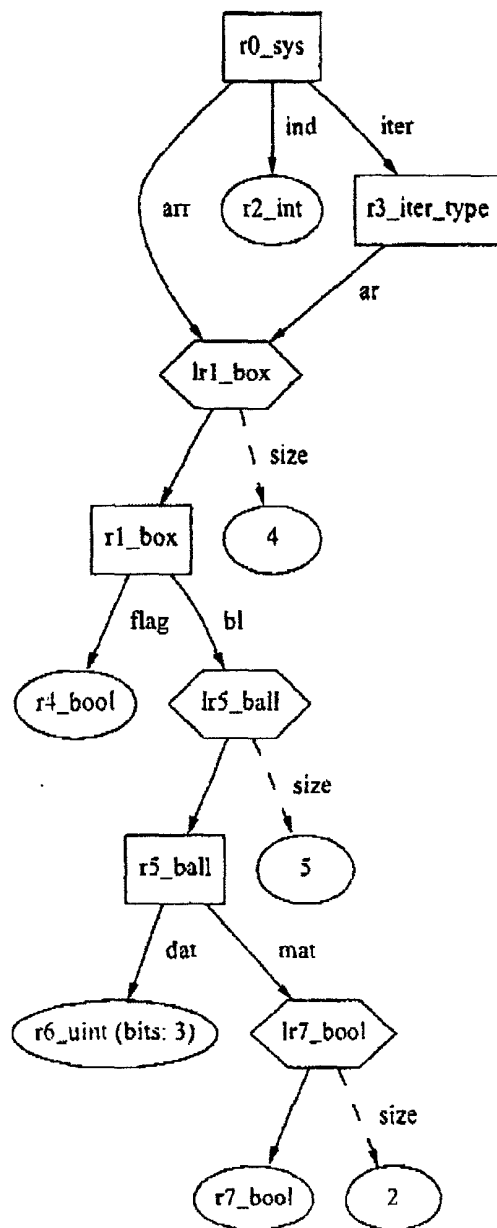 r0_sys
ind
iter
arr
r2_int
r3_iter_type
ar
lr1_box
size
r1_box
4
flag
bl
r4_bool
lr5_ball
size
r5_ball
5
dat
mat
r6_uint (bits: 3)
lr7_bool
size
r7_bool
2